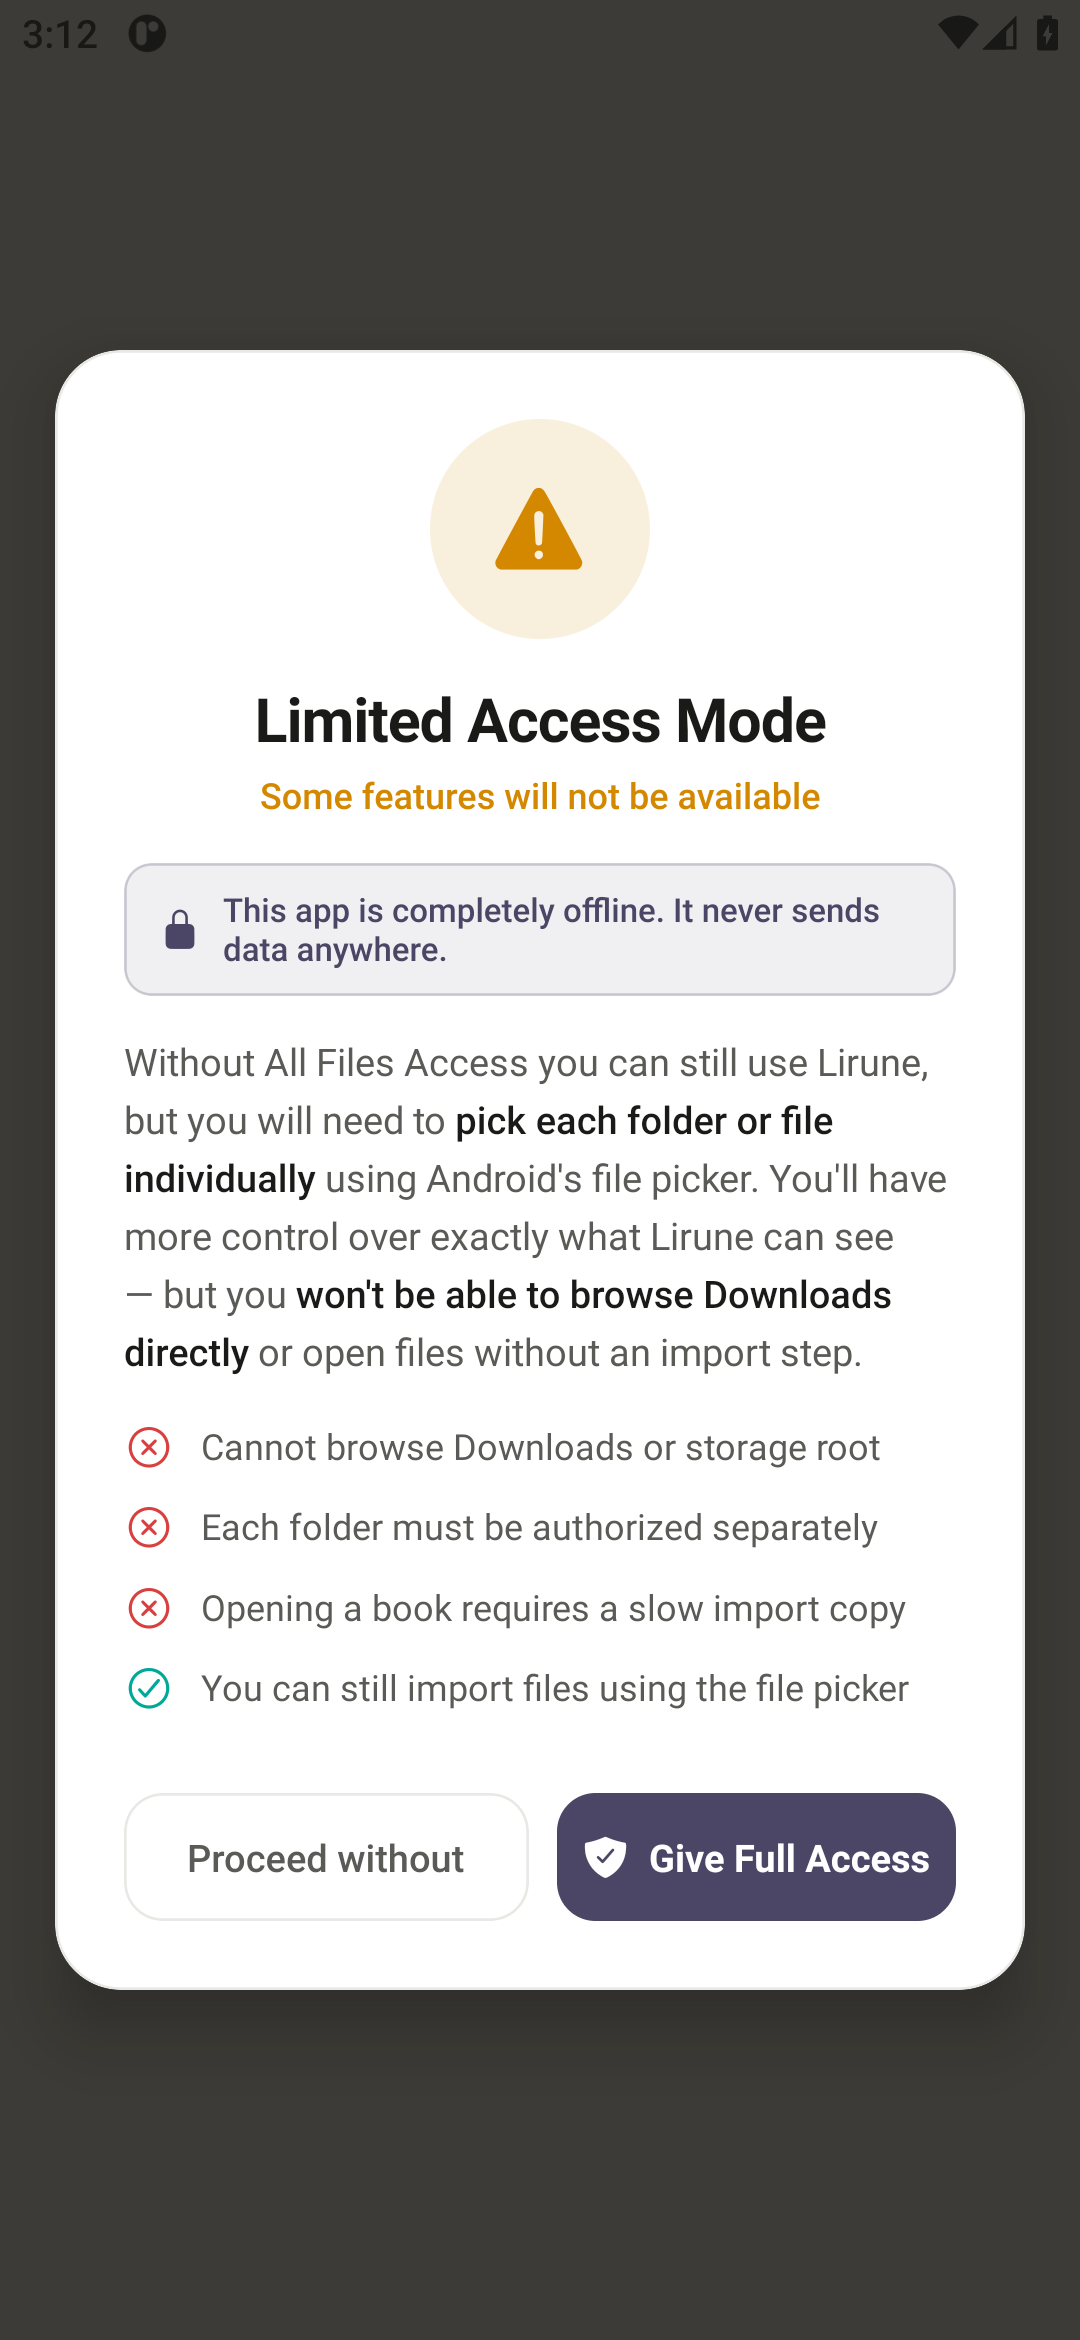 3:12
Limited Access Mode
Some features will not be available
This app is completely offline. It never sends
data anywhere.
Without All Files Access you can still use Lirune,
but you will need to pick each folder or file
individually using Android's file picker. You'll have
more control over exactly what Lirune can see
— but you won't be able to browse Downloads
directly or open files without an import step.
Cannot browse Downloads or storage root
Each folder must be authorized separately
Opening a book requires a slow import copy
You can still import files using the file picker
Proceed without
Give Full Access